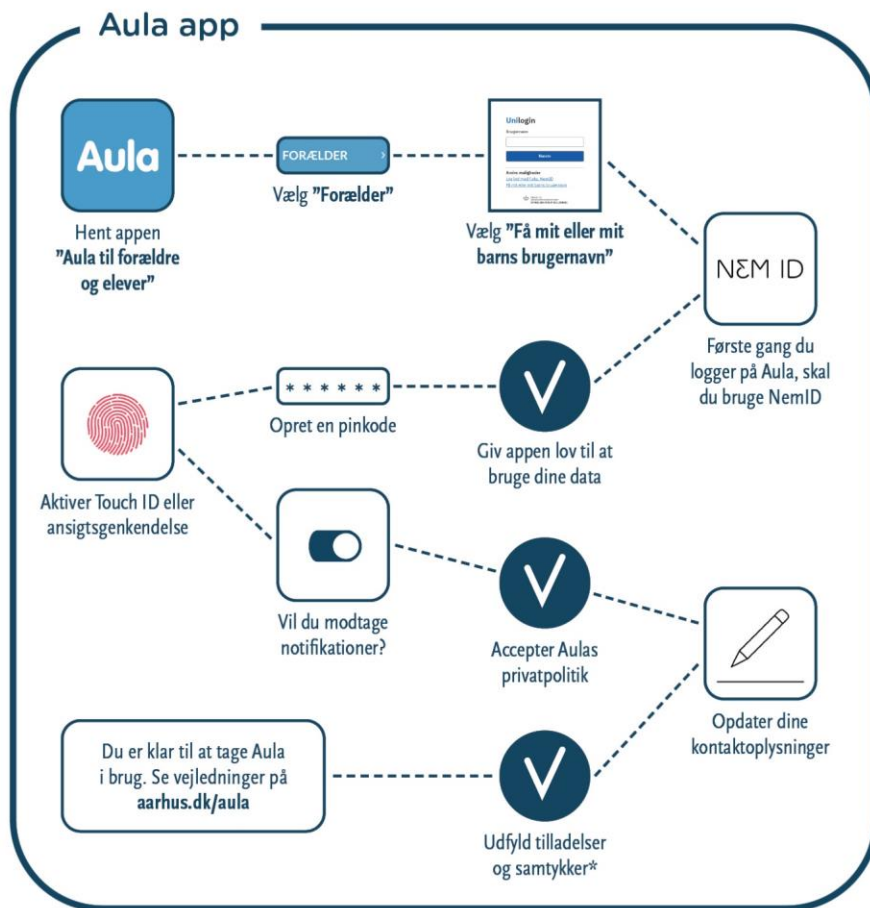 Aula app
Aula
Hent appen
"Aula til forældre
og elever"
FORÆLDER
Vælg "Forælder"
Unilogin
Brugernavn
Vælg "Få mit eller mit
barns brugernavn"
NEM ID
Første gang du
logger på Aula, skal
du bruge NemID
Giv appen lov til at
bruge dine data
* * * * * *
Opret en pinkode
Aktiver Touch ID eller
ansigtsgenkendelse
Vil du modtage
notifikationer?
Accepter Aulas
privatpolitik
Opdater dine
kontaktoplysninger
Udfyld tilladelser
og samtykker*
Du er klar til at tage Aula
i brug. Se vejledninger på
aarhus.dk/aula